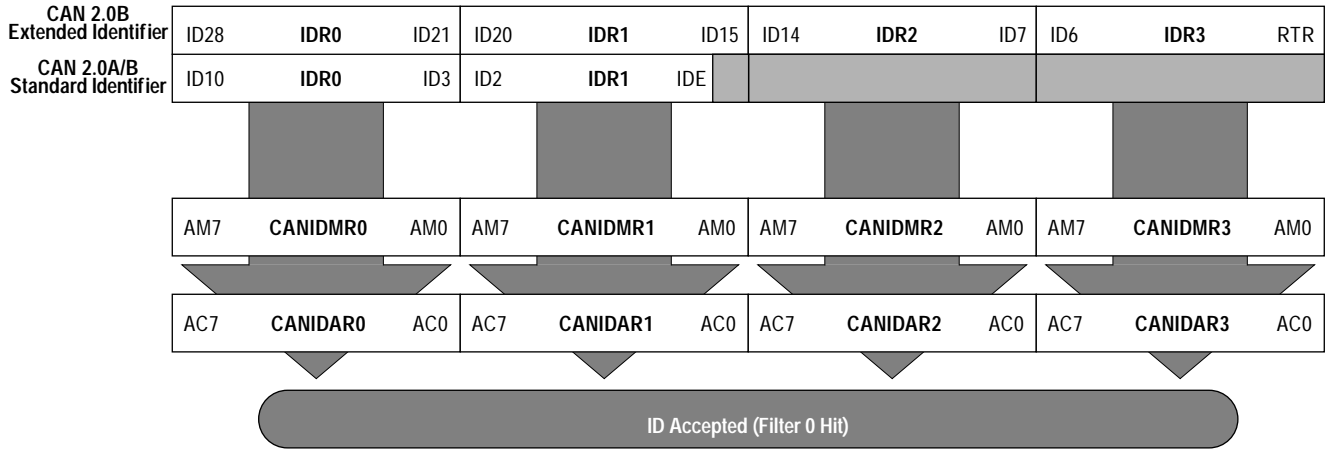 CAN 2.0B
Extended Identifier ID28 IDR0 ID21 ID20 IDR1 ID15 ID14 IDR2 ID7 ID6 IDR3 RTR
CAN 2.0A/B
Standard Identifier ID10 IDR0 ID3 ID2 IDR1 IDE
AM7 CANIDMR0 AM0 AM7 CANIDMR1 AM0 AM7 CANIDMR2 AM0 AM7 CANIDMR3 AM0
AC7 CANIDAR0 AC0 AC7 CANIDAR1 AC0 AC7 CANIDAR2 AC0 AC7 CANIDAR3 AC0
ID Accepted (Filter 0 Hit)